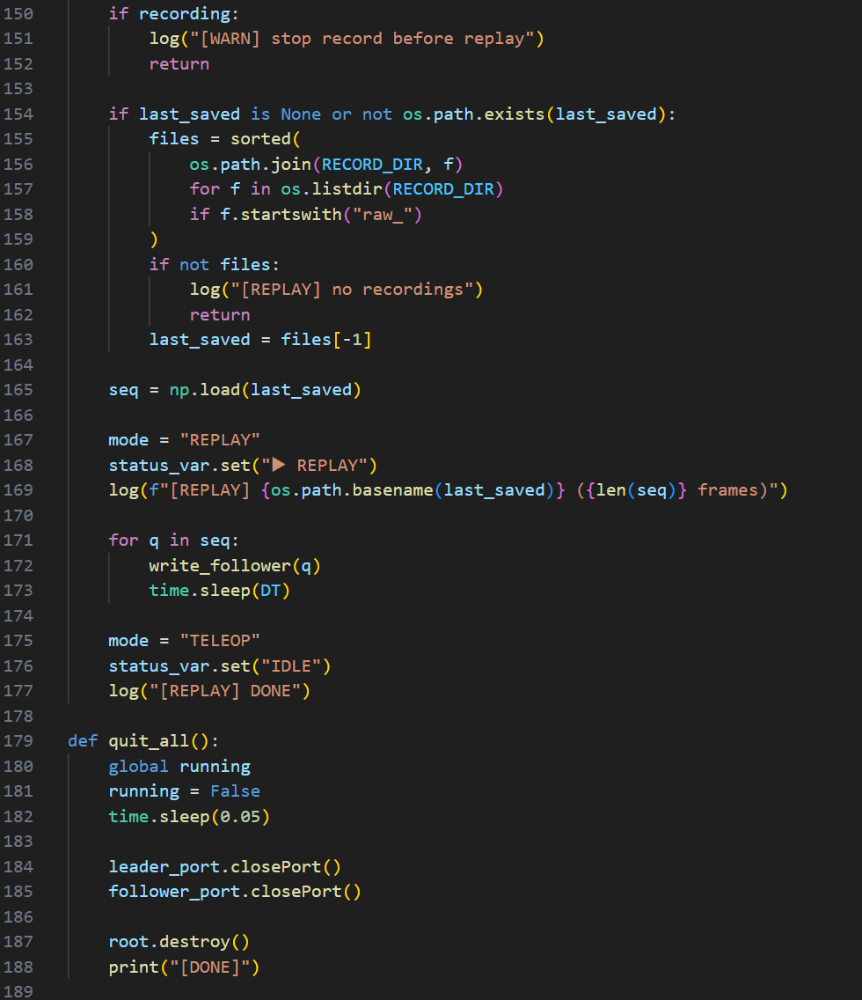 150 if recording:
151 log("[WARN] stop record before replay")
152 return
153
154 if last_saved is None or not os.path.exists(last_saved):
155 files = sorted(
156 os.path.join(RECORD_DIR, f)
157 for f in os.listdir(RECORD_DIR)
158 if f.startswith("raw_")
159 )
160 if not files:
161 log("[REPLAY] no recordings")
162 return
163 last_saved = files[-1]
164
165 seq = np.load(last_saved)
166
167 mode = "REPLAY"
168 status_var.set("▶ REPLAY")
169 log(f"[REPLAY] {os.path.basename(last_saved)} ({len(seq)} frames)")
170
171 for q in seq:
172 write_follower(q)
173 time.sleep(DT)
174
175 mode = "TELEOP"
176 status_var.set("IDLE")
177 log("[REPLAY] DONE")
178
179 def quit_all():
180 global running
181 running = False
182 time.sleep(0.05)
183
184 leader_port.closePort()
185 follower_port.closePort()
186
187 root.destroy()
188 print("[DONE]")
189